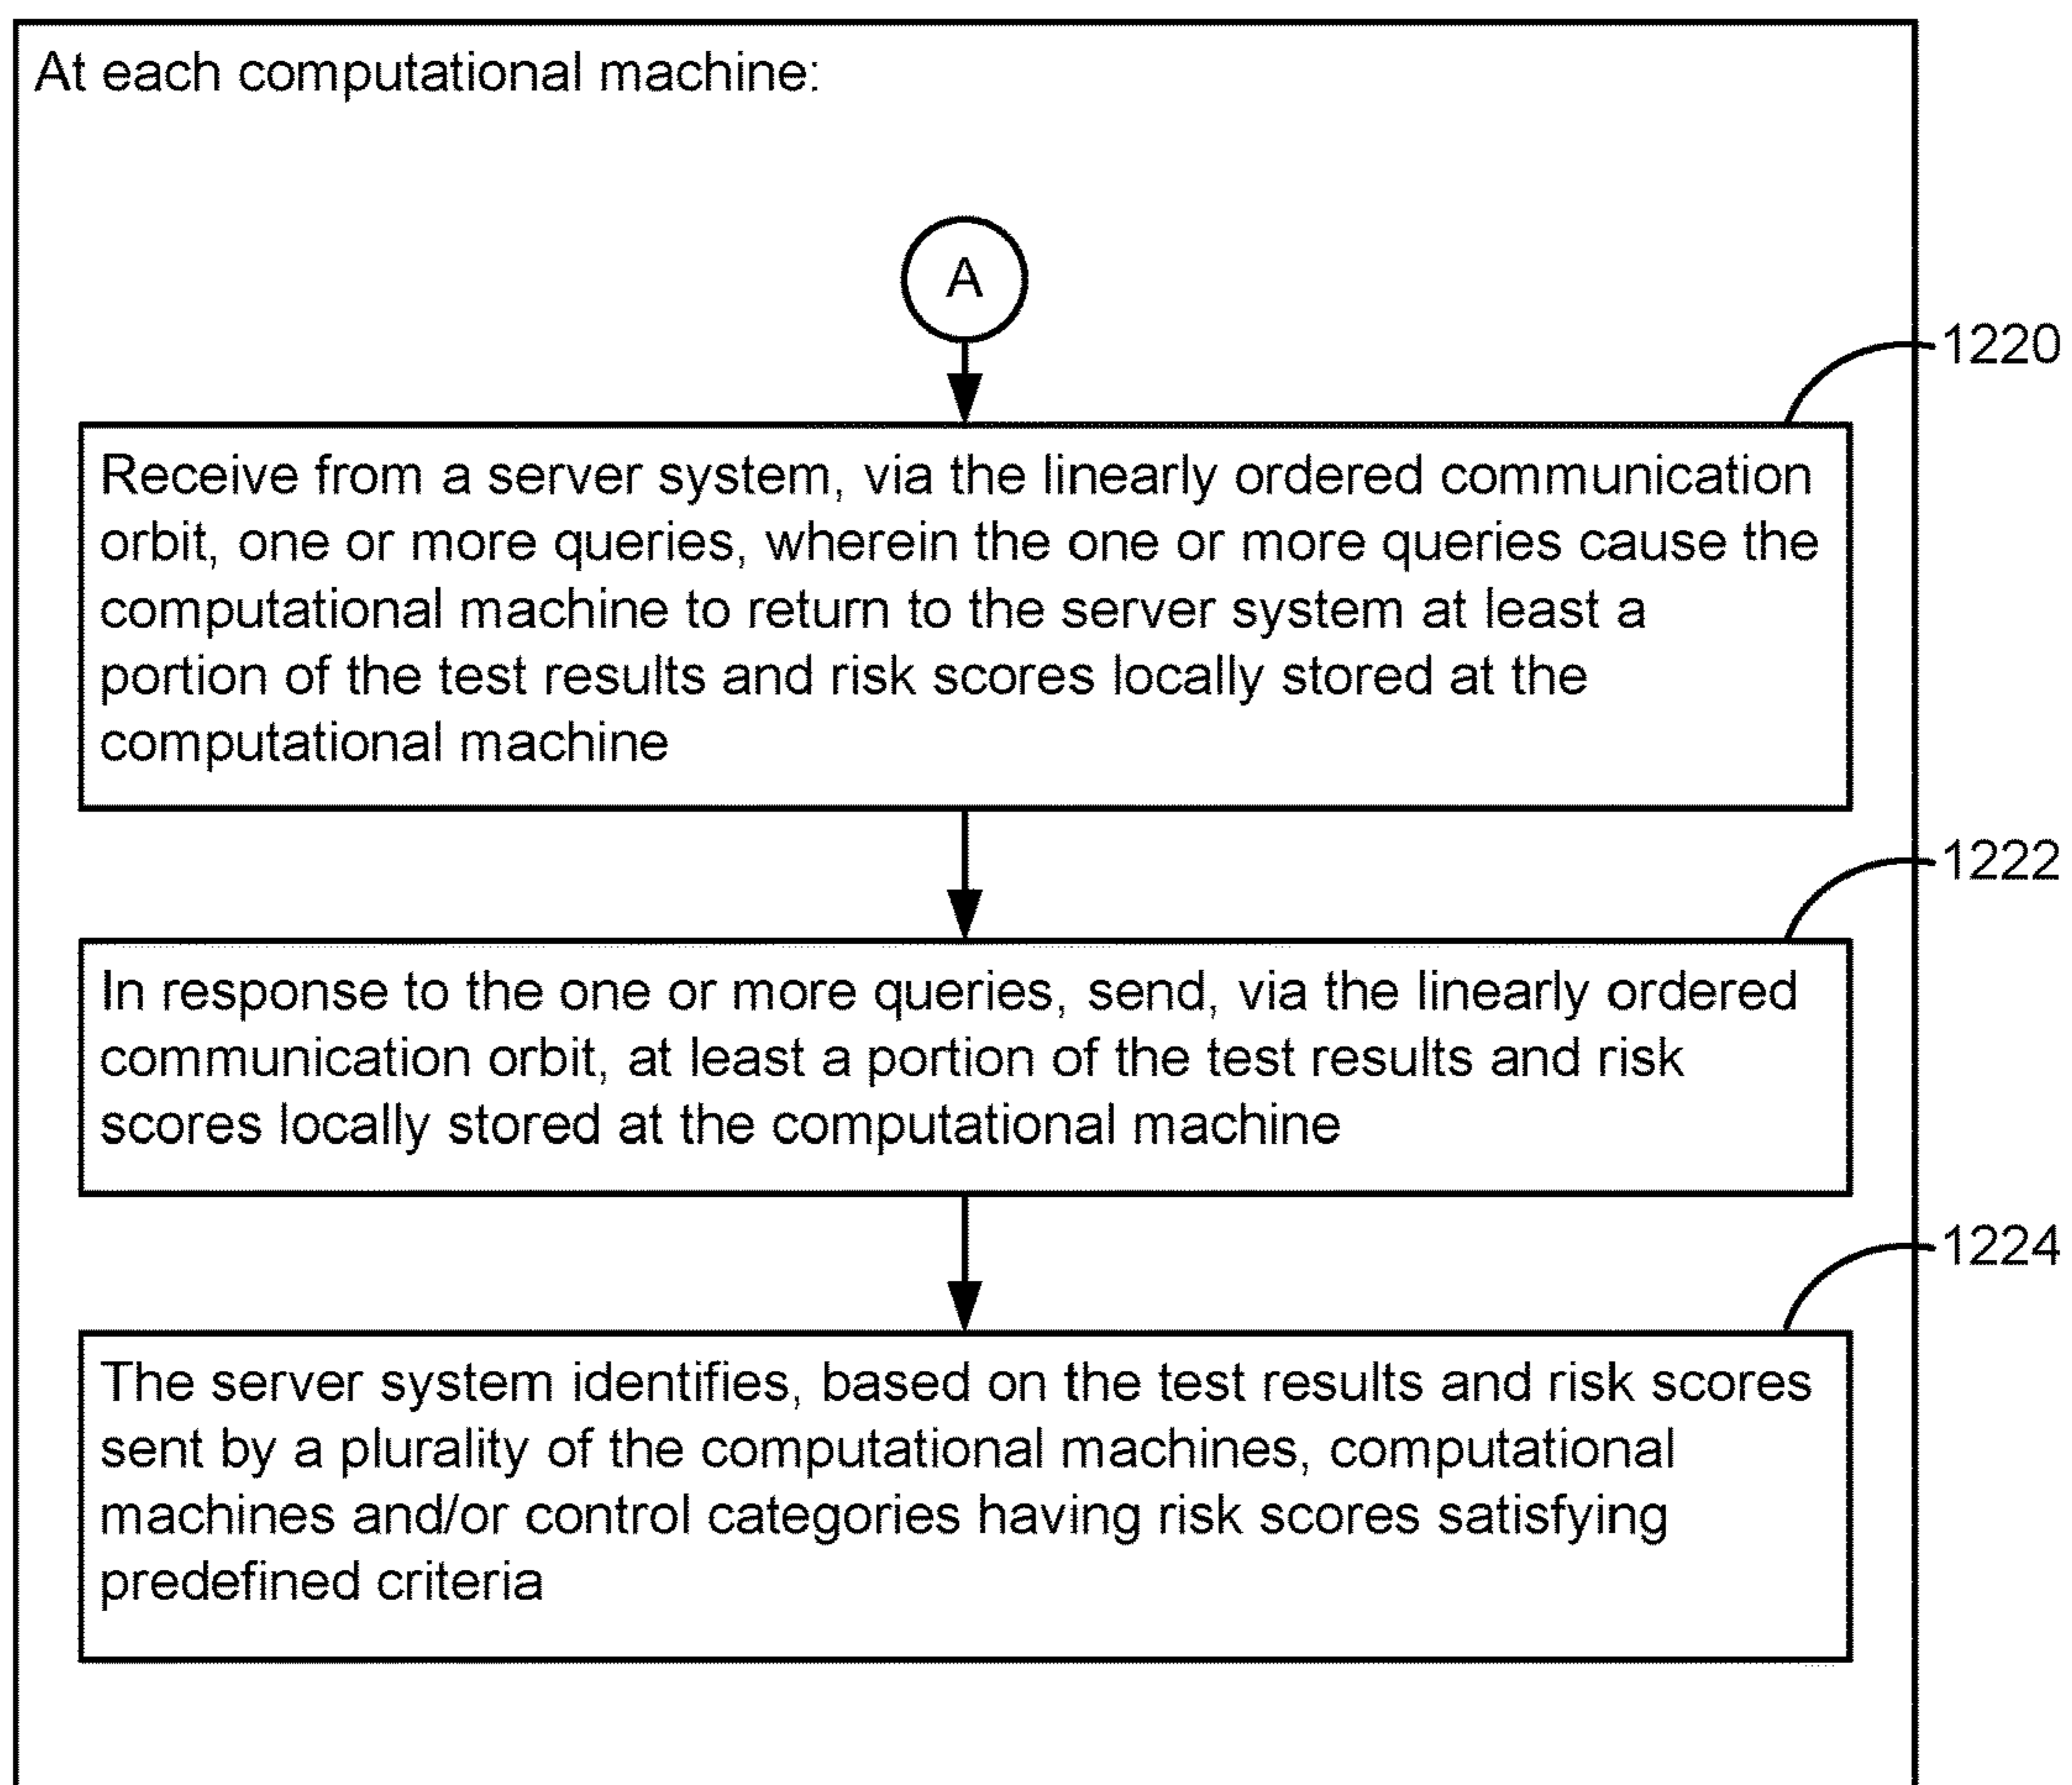 At each computational machine:
A
1220
Receive from a server system, via the linearly ordered communication
orbit, one or more queries, wherein the one or more queries cause the
computational machine to return to the server system at least a
portion of the test results and risk scores locally stored at the
computational machine
1222
In response to the one or more queries, send, via the linearly ordered
communication orbit, at least a portion of the test results and risk
scores locally stored at the computational machine
1224
The server system identifies, based on the test results and risk scores
sent by a plurality of the computational machines, computational
machines and/or control categories having risk scores satisfying
predefined criteria